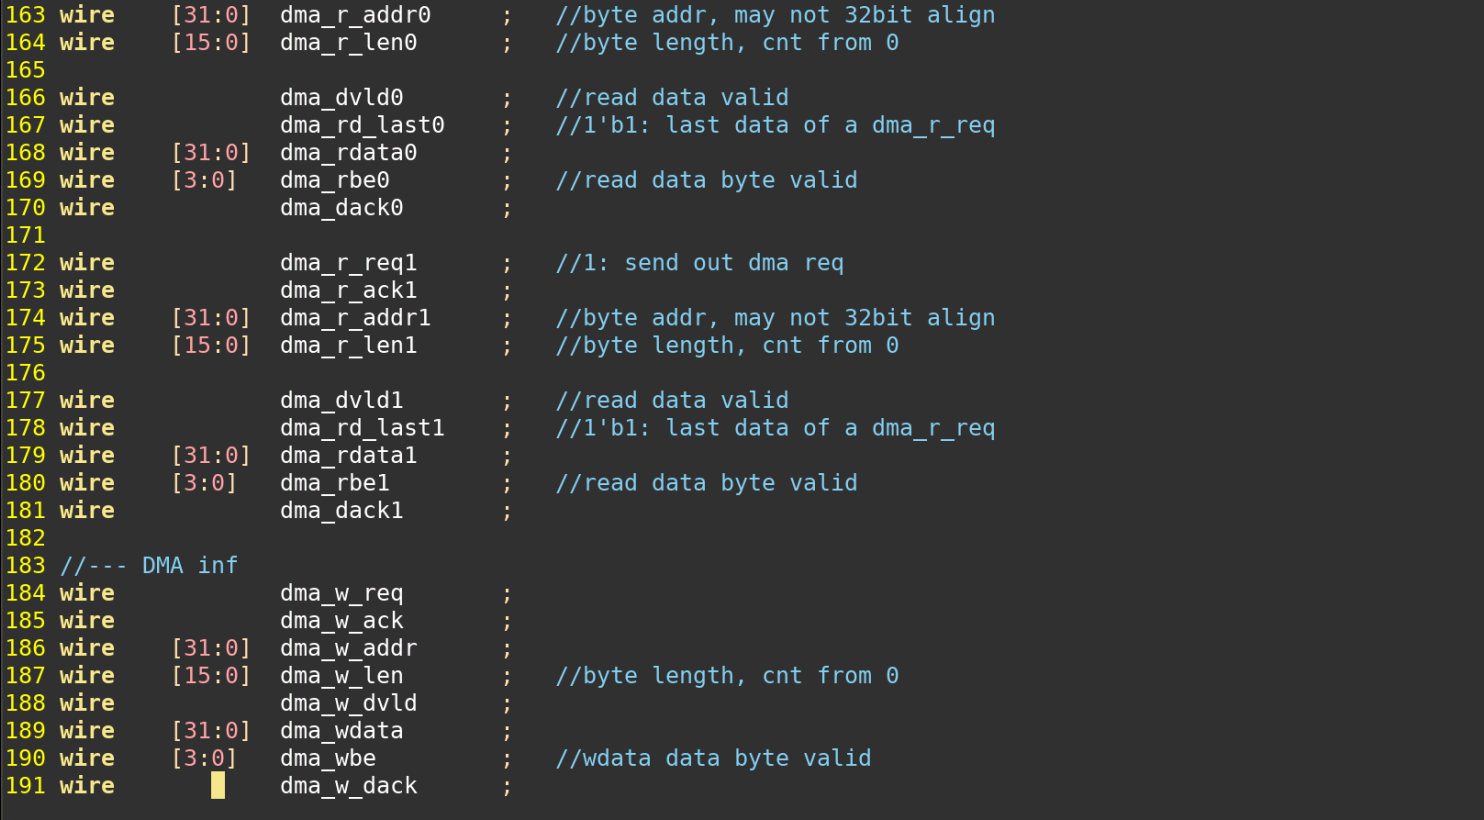 163 wire    [31:0]  dma_r_addr0     ;   //byte addr, may not 32bit align
164 wire    [15:0]  dma_r_len0      ;   //byte length, cnt from 0
165
166 wire            dma_dvld0       ;   //read data valid
167 wire            dma_rd_last0    ;   //1'b1: last data of a dma_r_req
168 wire    [31:0]  dma_rdata0      ;
169 wire    [3:0]   dma_rbe0        ;   //read data byte valid
170 wire            dma_dack0       ;
171
172 wire            dma_r_req1      ;   //1: send out dma req
173 wire            dma_r_ack1      ;
174 wire    [31:0]  dma_r_addr1     ;   //byte addr, may not 32bit align
175 wire    [15:0]  dma_r_len1      ;   //byte length, cnt from 0
176
177 wire            dma_dvld1       ;   //read data valid
178 wire            dma_rd_last1    ;   //1'b1: last data of a dma_r_req
179 wire    [31:0]  dma_rdata1      ;
180 wire    [3:0]   dma_rbe1        ;   //read data byte valid
181 wire            dma_dack1       ;
182
183 //--- DMA inf
184 wire            dma_w_req       ;
185 wire            dma_w_ack       ;
186 wire    [31:0]  dma_w_addr      ;
187 wire    [15:0]  dma_w_len       ;   //byte length, cnt from 0
188 wire            dma_w_dvld      ;
189 wire    [31:0]  dma_wdata       ;
190 wire    [3:0]   dma_wbe         ;   //wdata data byte valid
191 wire            dma_w_dack      ;